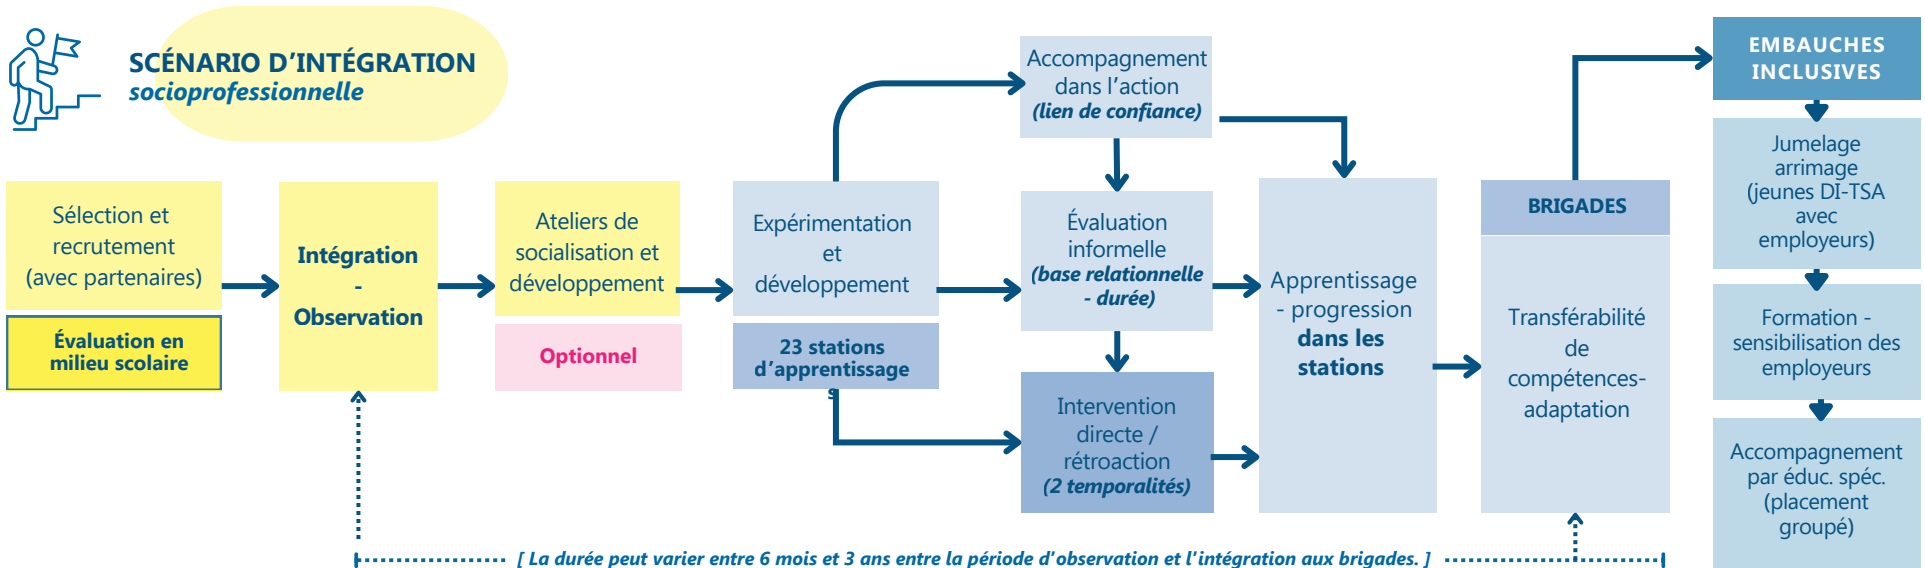 SCÉNARIO D'INTÉGRATION
socioprofessionnelle
Sélection et
recrutement
(avec partenaires)
Évaluation en
milieu scolaire
Intégration
-
Observation
Ateliers de
socialisation et
développement
Optionnel
Expérimentation
et
développement
23 stations
d'apprentissage
s
Accompagnement
dans l'action
(lien de confiance)
Évaluation
informelle
(base relationnelle
- durée)
Intervention
directe /
rétroaction
(2 temporalités)
Apprentissage
- progression
dans les
stations
BRIGADES
Transférabilité
de
compétences-
adaptation
EMBAUCHES
INCLUSIVES
Jumelage
arrimage
(jeunes DI-TSA
avec
employeurs)
Formation -
sensibilisation des
employeurs
Accompagnement
par éduc. spéc.
(placement
groupé)
[ La durée peut varier entre 6 mois et 3 ans entre la période d'observation et l'intégration aux brigades. ]